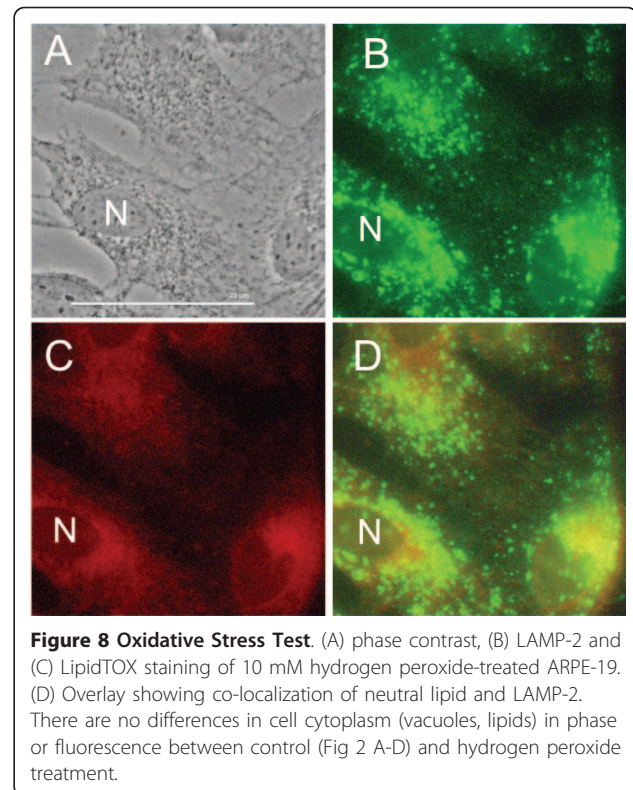 A
B
N
N
25 µm
C
D
N
N
Figure 8 Oxidative Stress Test. (A) phase contrast, (B) LAMP-2 and
(C) LipidTOX staining of 10 mM hydrogen peroxide-treated ARPE-19.
(D) Overlay showing co-localization of neutral lipid and LAMP-2.
There are no differences in cell cytoplasm (vacuoles, lipids) in phase
or fluorescence between control (Fig 2 A-D) and hydrogen peroxide
treatment.